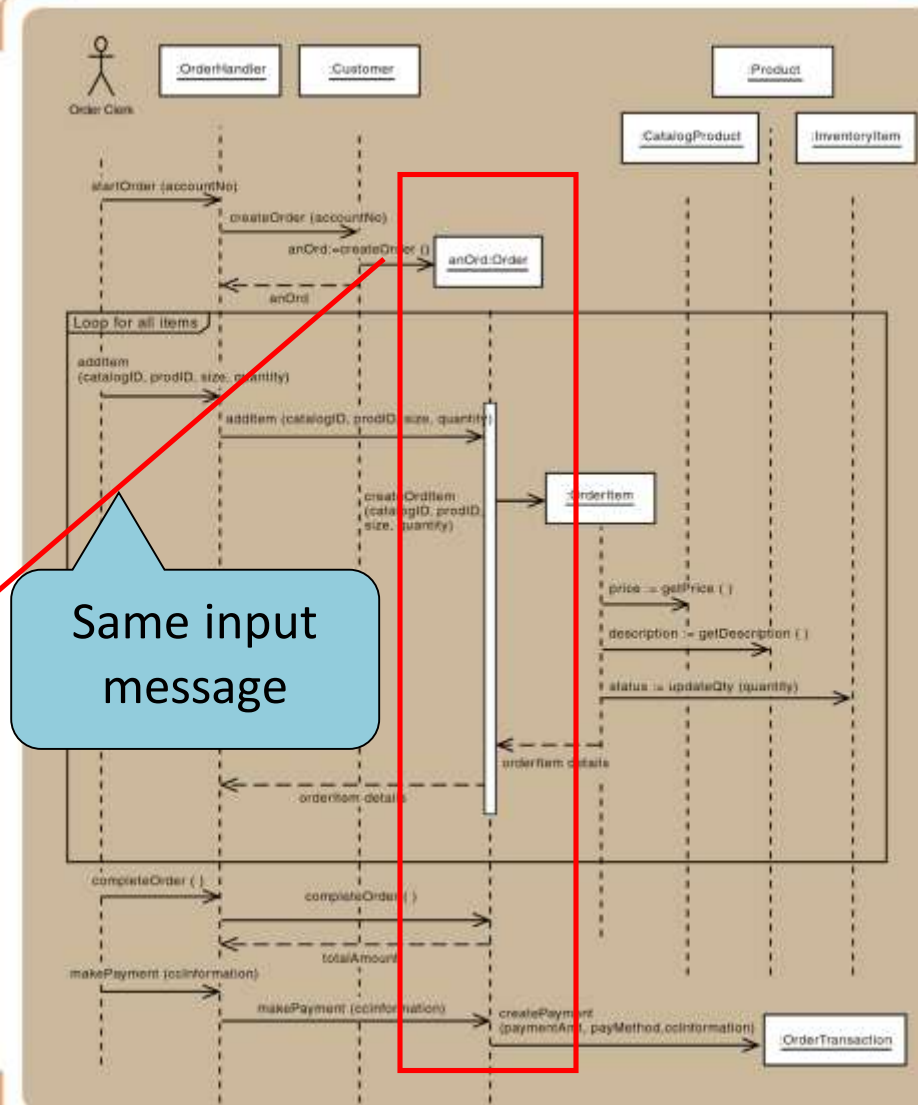 :OrderHandler
:Customer
:Product
Order Clerk
:CatalogProduct
:InventoryItem
startOrder (accountNo)
createOrder (accountNo)
anOrd:=createOrder ()
anOrd:Order
anOrd
Loop for all items
addItem
(catalogID, prodID, size, quantity)
addItem (catalogID, prodID, size, quantity)
createOrdItem
(catalogID, prodID,
size, quantity)
:OrderItem
price := getPrice ( )
Same input
message
description := getDescription ( )
status := updateQty (quantity)
orderItem details
orderItem details
completeOrder ( )
completeOrder ( )
totalAmount
makePayment (ccInformation)
makePayment (ccInformation)
createPayment
(paymentAmt, payMethod,ccInformation)
:OrderTransaction